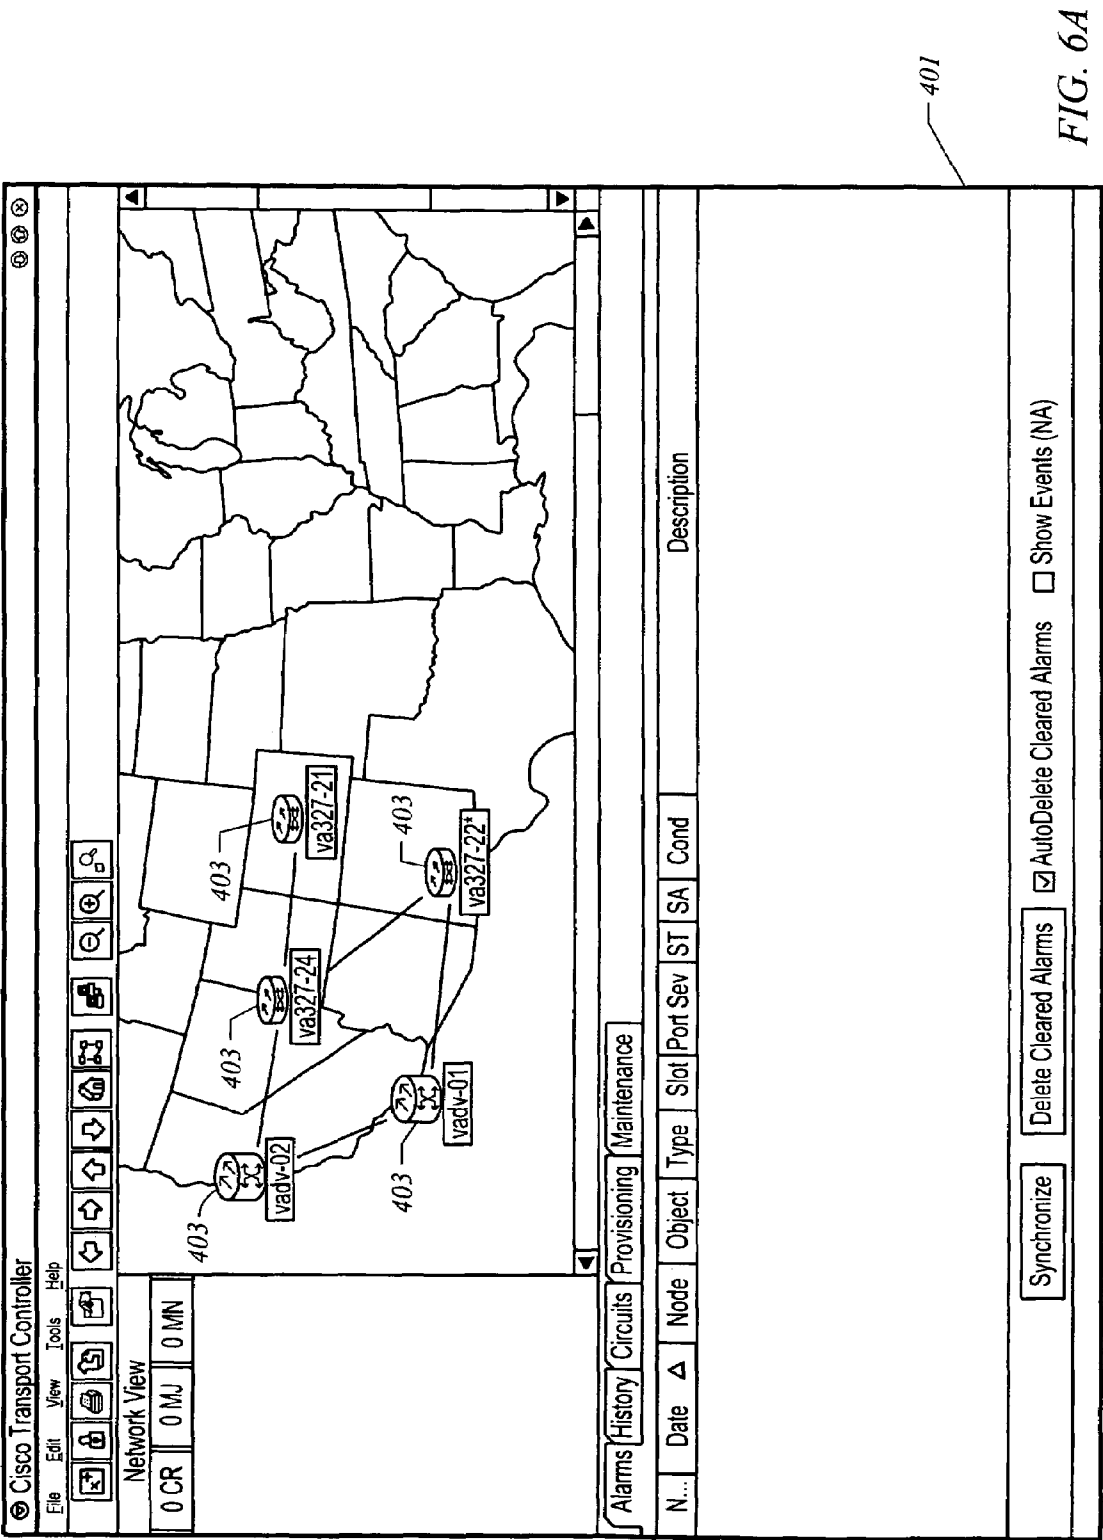 Cisco Transport Controller
File Edit View Tools Help
Network View
0 CR 0 MJ 0 MN
403
vadv-02
403
va327-24
403
va327-21
403
vadv-01
403
va327-22*
Alarms History Circuits Provisioning Maintenance
N... Date Node Object Type Slot Port Sev ST SA Cond Description
Synchronize Delete Cleared Alarms AutoDelete Cleared Alarms Show Events (NA)
401
FIG. 6A